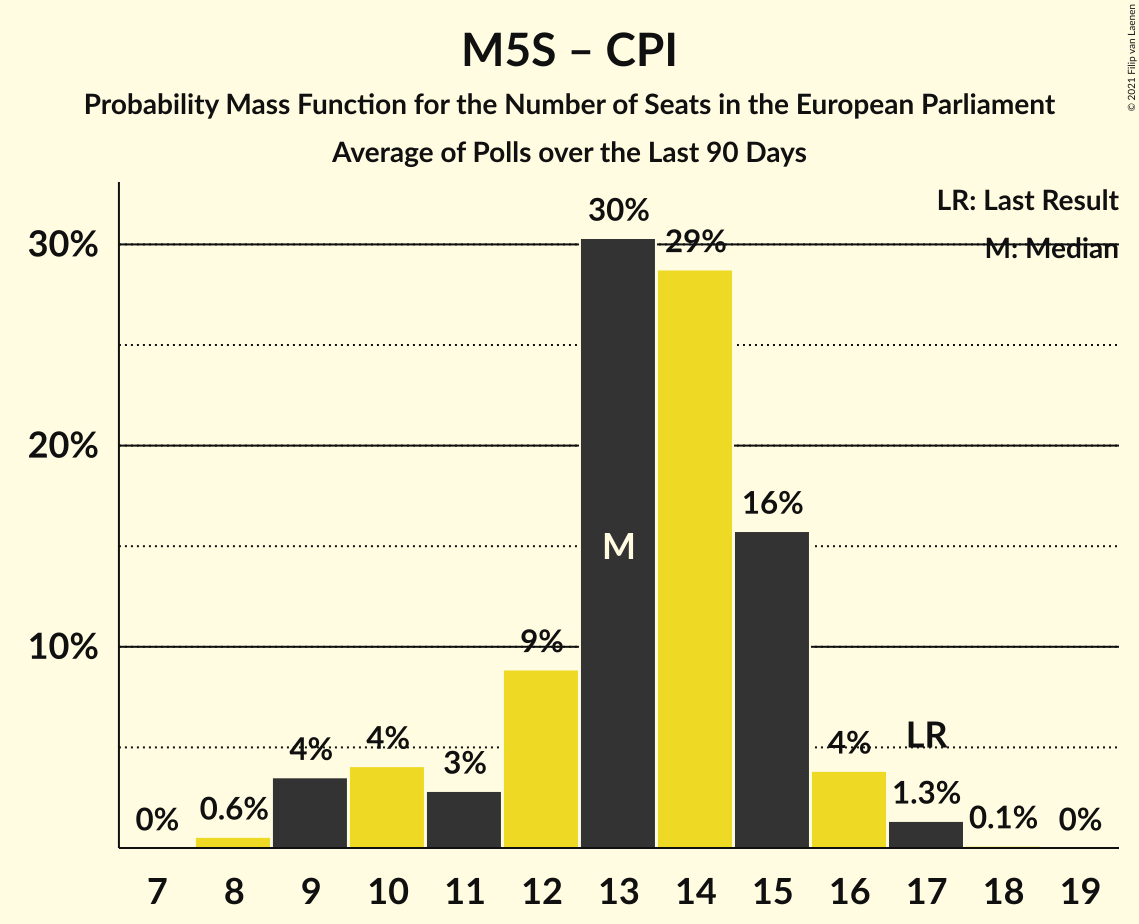 M5S – CPI
Probability Mass Function for the Number of Seats in the European Parliament
Average of Polls over the Last 90 Days
© 2021 Filip van Laenen
LR: Last Result
M: Median
30%
20%
10%
0%
0.6%
4%
4%
3%
9%
30%
M
29%
16%
4%
LR
1.3%
0.1%
0%
7 8 9 10 11 12 13 14 15 16 17 18 19